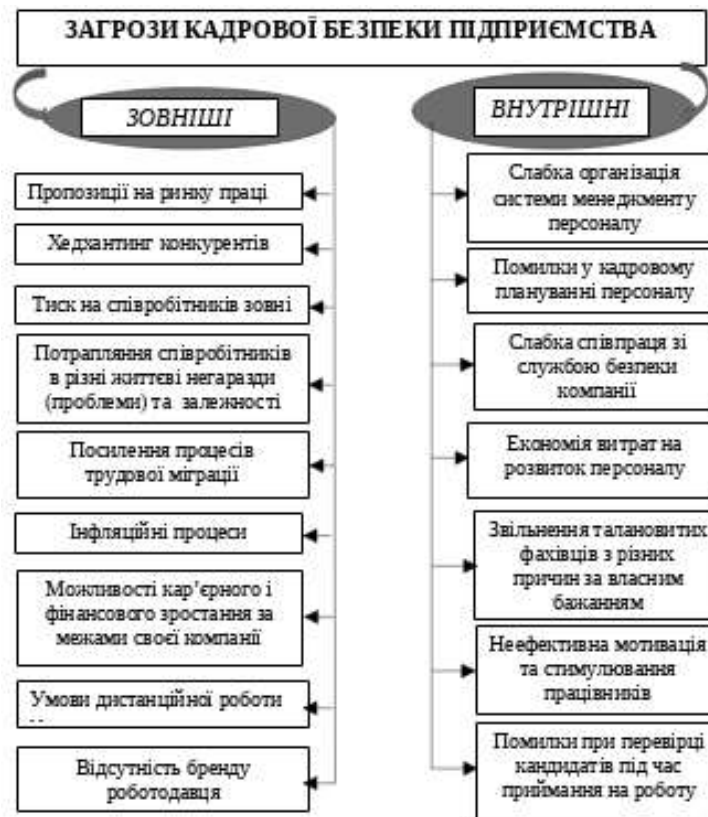 ЗАГРОЗИ КАДРОВОЇ БЕЗПЕКИ ПІДПРИЄМСТВА
ЗОВНІШІ
Пропозиції на ринку праці
Хедхантинг конкурентів
Тиск на співробітників зовні
Потрапляння співробітників
в різні життєві негаразди
(проблеми) та залежності
Посилення процесів
трудової міграції
Інфляційні процеси
Можливості кар’єрного і
фінансового зростання за
межами своєї компанії
Умови дистанційної роботи
Відсутність бренду
роботодавця
ВНУТРІШНІ
Слабка організація
системи менеджменту
персоналу
Помилки у кадровому
плануванні персоналу
Слабка співпраця зі
службою безпеки
компанії
Економія витрат на
розвиток персоналу
Звільнення талановитих
фахівців з різних
причин за власним
бажанням
Неефективна мотивація
та стимулювання
працівників
Помилки при перевірці
кандидатів під час
приймання на роботу